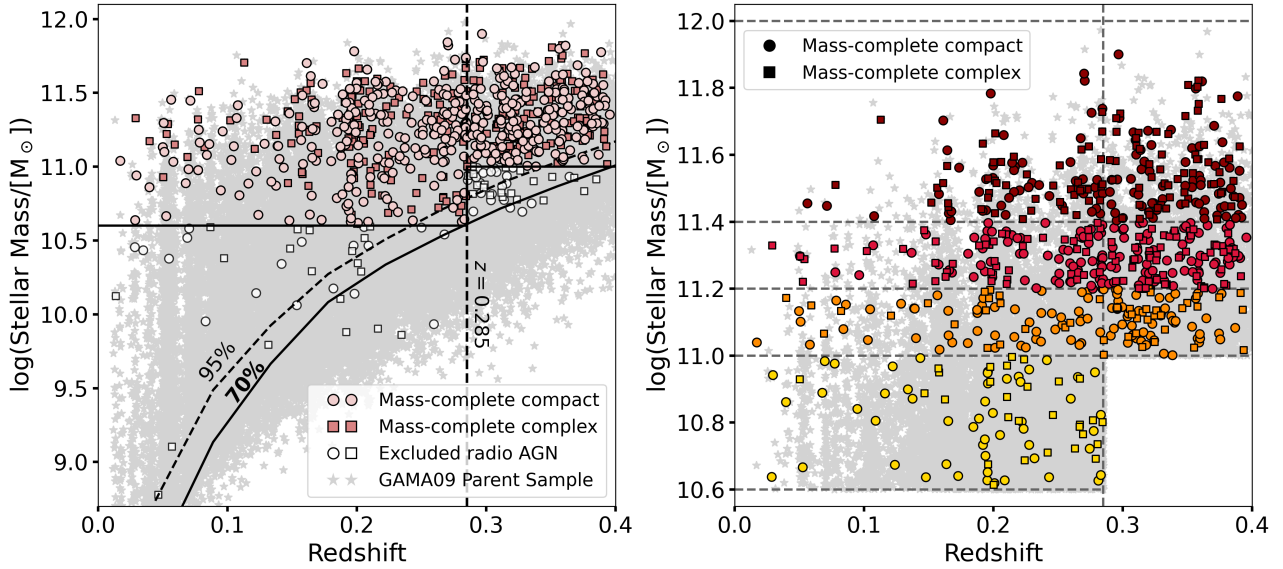 12.0
11.5
11.0
10.5
10.0
9.5
9.0
log(Stellar Mass/[M⊙])
95%
70%
z = 0.285
Mass-complete compact
Mass-complete complex
Excluded radio AGN
GAMA09 Parent Sample
0.0 0.1 0.2 0.3 0.4
Redshift
12.0
11.8
11.6
11.4
11.2
11.0
10.8
10.6
log(Stellar Mass/[M⊙])
Mass-complete compact
Mass-complete complex
0.0 0.1 0.2 0.3 0.4
Redshift